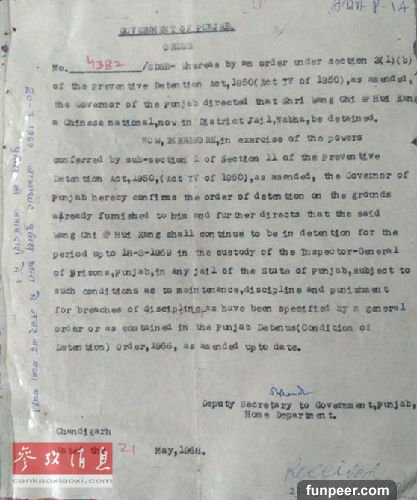 GOVERNMENT OF PUNJAB.
ORDER
No. 4382 /SDSB- Whereas by an order under section 3(1)(b)
of the Preventive Detention Act,1950(Act TV of 1950),as amended,
the Governor of Punjab directed that Shri Wang Chi @ Hui Kang
a Chinese national,now in District Jail,Nabha,be detained.
NOW,THEREFORE,in exercise of the powers
conferred by sub-section 1 of Section 11 of the Preventive
Detention Act,1950,(Act TV of 1950),as amended, the Governor of
Punjab hereby confirms the order of detention on the grounds
already furnished to him and further directs that the said
Wang Chi @ Hui Kang shall continue to be in detention for the
period upto 18-3-1969 in the custody of the Inspector-General
of Prisons,Punjab,in any jail of the State of Punjab,subject to
such conditions as to maintenance,discipline and punishment
for breaches of discipline as have been specified by a general
order or as contained in the Punjab Detenus(Condition of
Detention) Order,1966, as amended upto date.
Deputy Secretary to Government,Punjab,
Home Department.
Chandigarh
21 May,1968.
Received
20-3-1969
参考消息
cankaoxiaoxi.com
funpeer.com